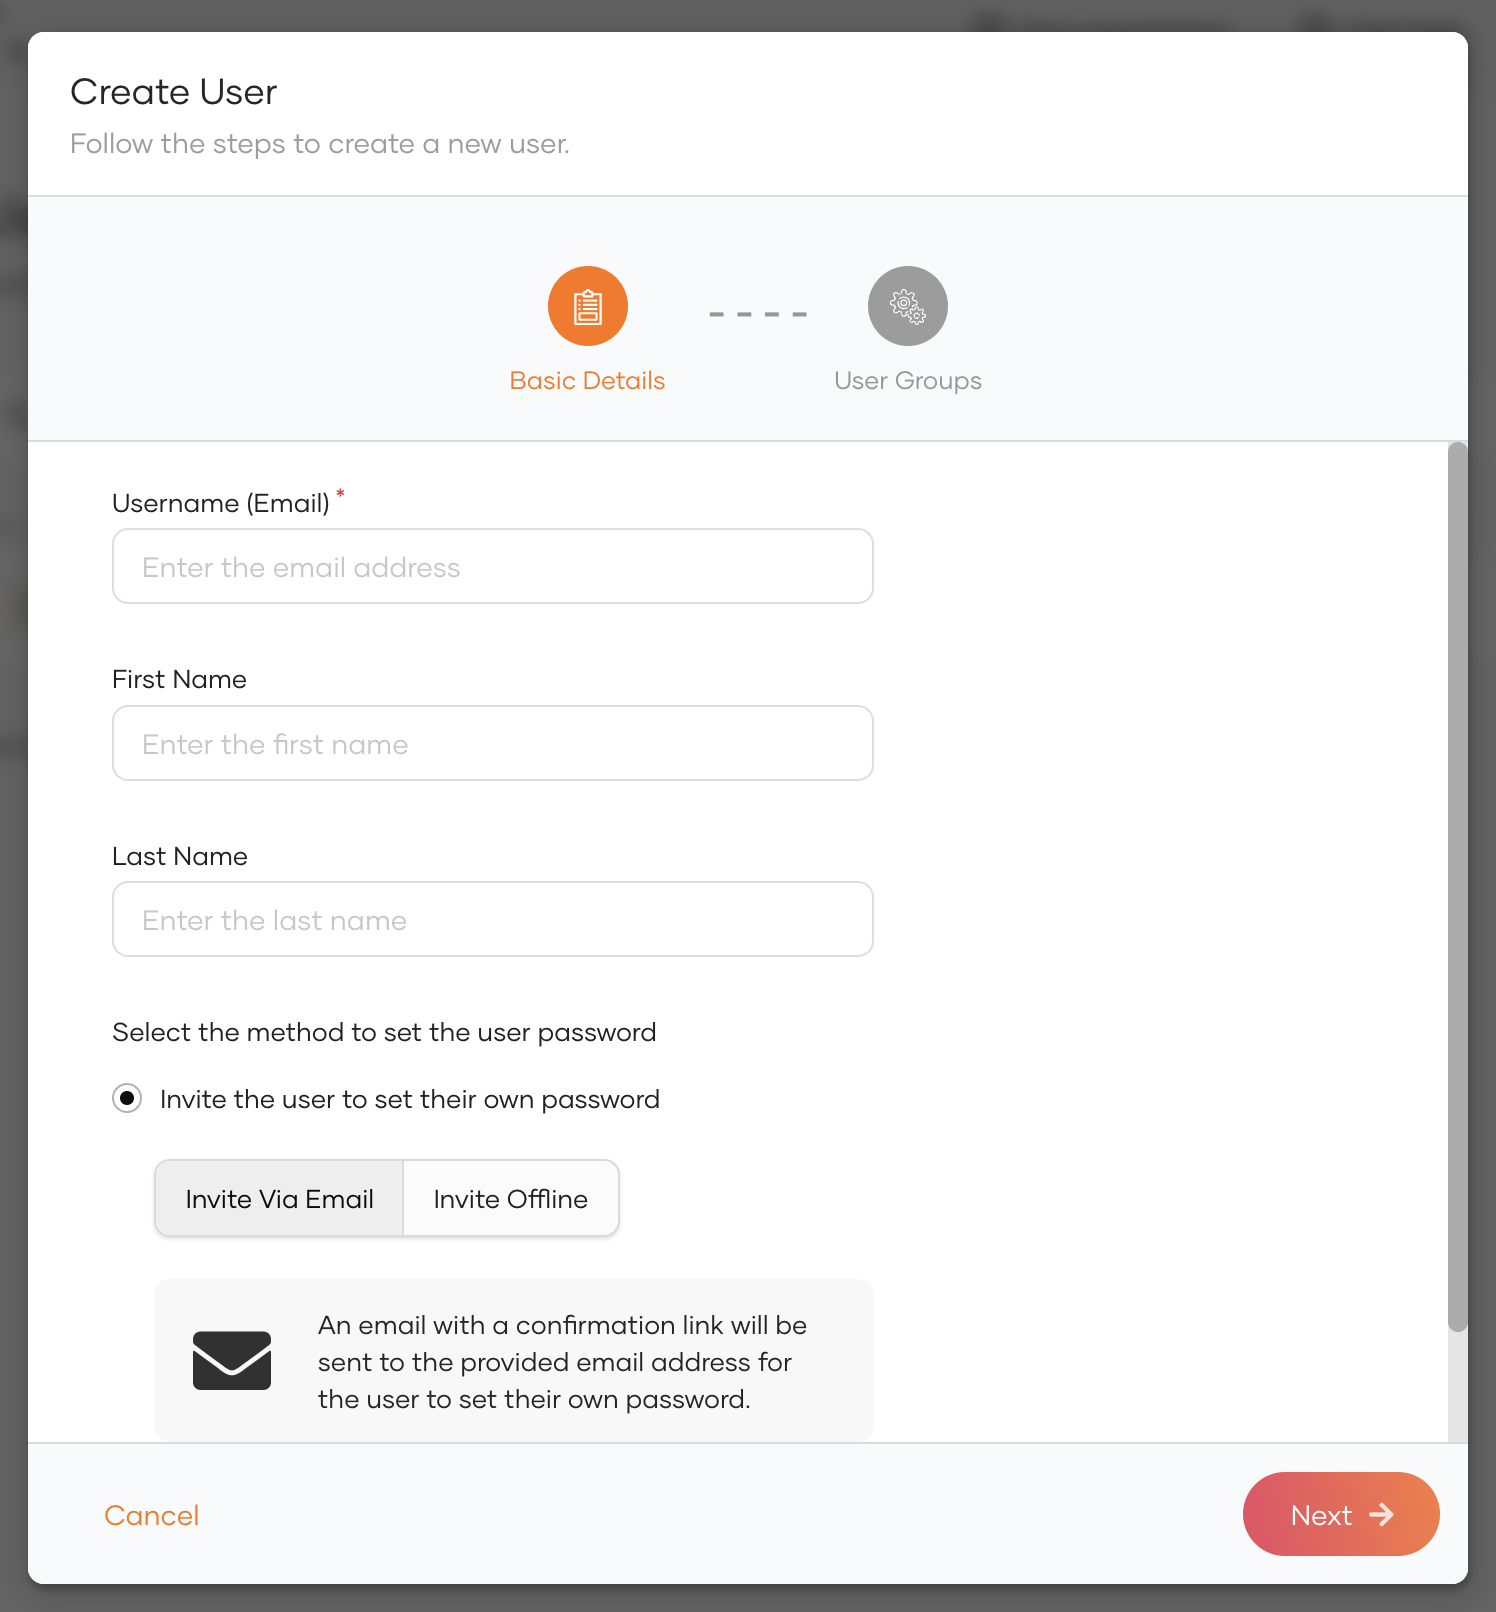 Create User
Follow the steps to create a new user.
Basic Details
User Groups
Username (Email) *
Enter the email address
First Name
Enter the first name
Last Name
Enter the last name
Select the method to set the user password
Invite the user to set their own password
Invite Via Email
Invite Offline
An email with a confirmation link will be
sent to the provided email address for
the user to set their own password.
Cancel
Next